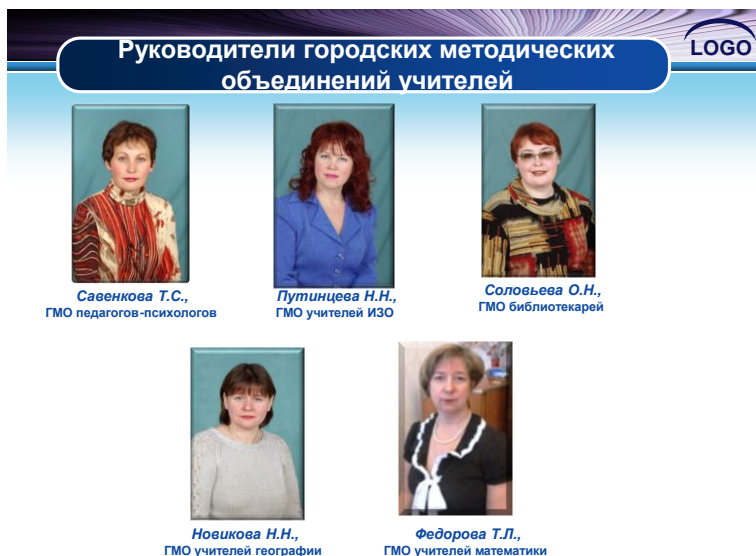 Руководители городских методических
объединений учителей
LOGO
Савенкова Т.С.,
ГМО педагогов-психологов
Путинцева Н.Н.,
ГМО учителей ИЗО
Соловьева О.Н.,
ГМО библиотекарей
Новикова Н.Н.,
ГМО учителей географии
Федорова Т.Л.,
ГМО учителей математики